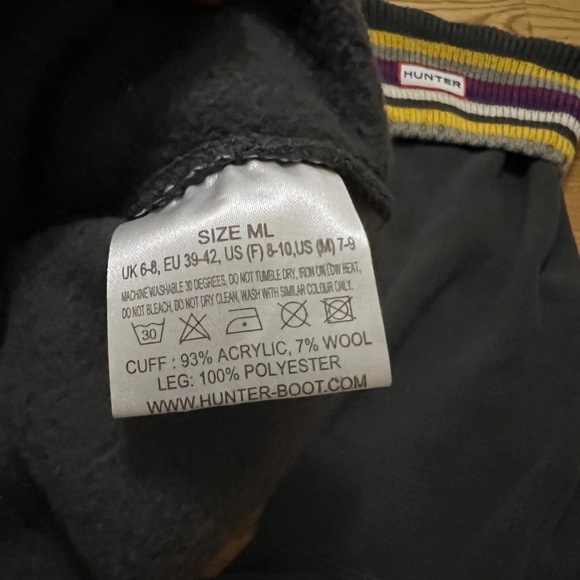 HUNTER
SIZE ML
UK 6-8, EU 39-42, US (F) 8-10,US (M) 7-9
MACHINE WASHABLE 30 DEGREES, DO NOT TUMBLE DRY, IRON ON LOW HEAT,
DO NOT BLEACH, DO NOT DRY CLEAN, WASH WITH SIMILAR COLOUR ONLY.
30
CUFF : 93% ACRYLIC, 7% WOOL
LEG: 100% POLYESTER
WWW.HUNTER-BOOT.COM